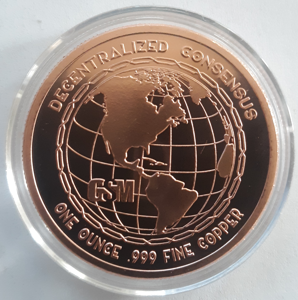 DECENTRALIZED CONSENSUS
GSM
ONE OUNCE .999 FINE COPPER